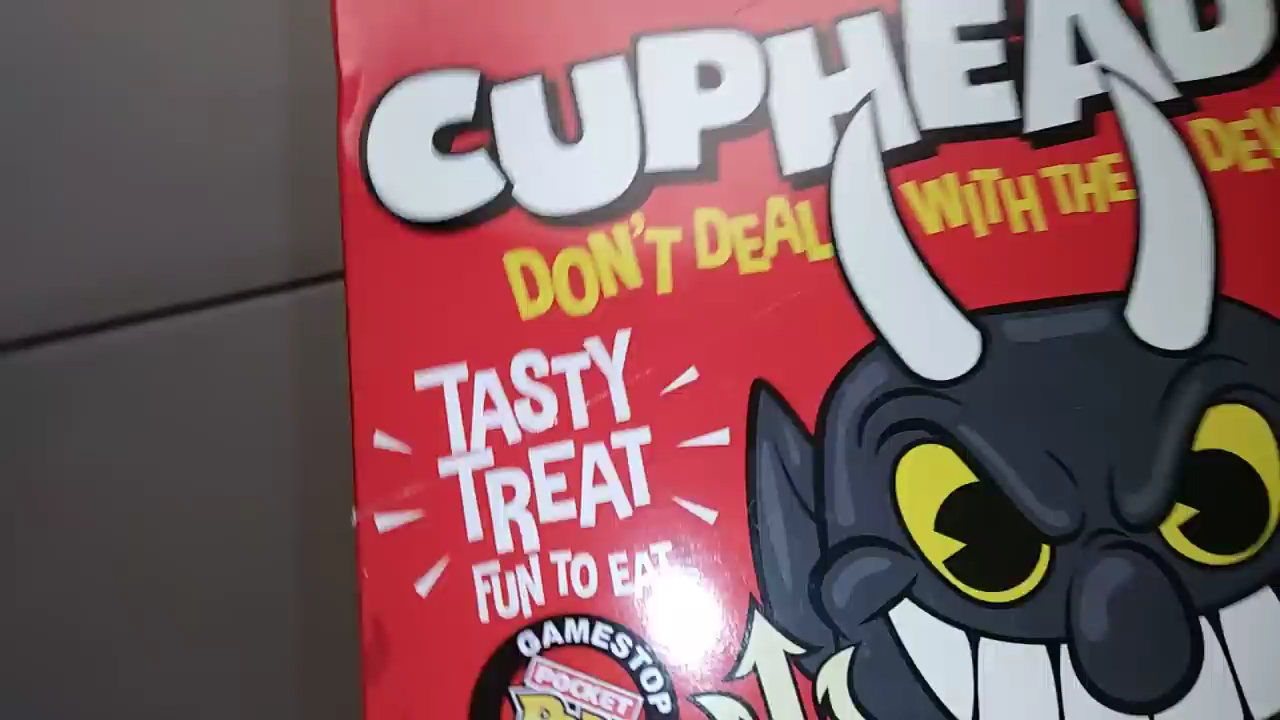 CUPHEAD
DON'T DEAL WITH THE
TASTY
TREAT
FUN TO EAT
GAMESTOP
POCKET